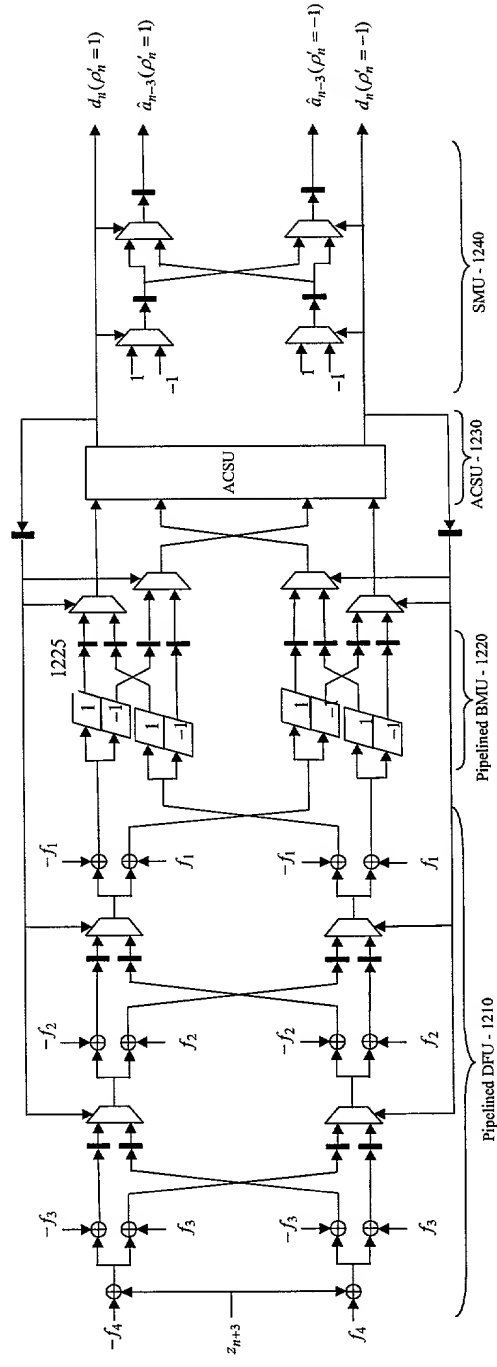 z_{n+3}
-f_4
f_4
-f_3
f_3
-f_3
f_3
-f_2
f_2
-f_2
f_2
-f_1
f_1
-f_1
f_1
1225
1
-1
1
-1
1
-1
1
-1
ACSU
1
-1
1
-1
d_n(ρ'_n = 1)
â_{n-3}(ρ'_n = 1)
â_{n-3}(ρ'_n = -1)
d_n(ρ'_n = -1)
Pipelined DFU - 1210
Pipelined BMU - 1220
ACSU - 1230
SMU - 1240